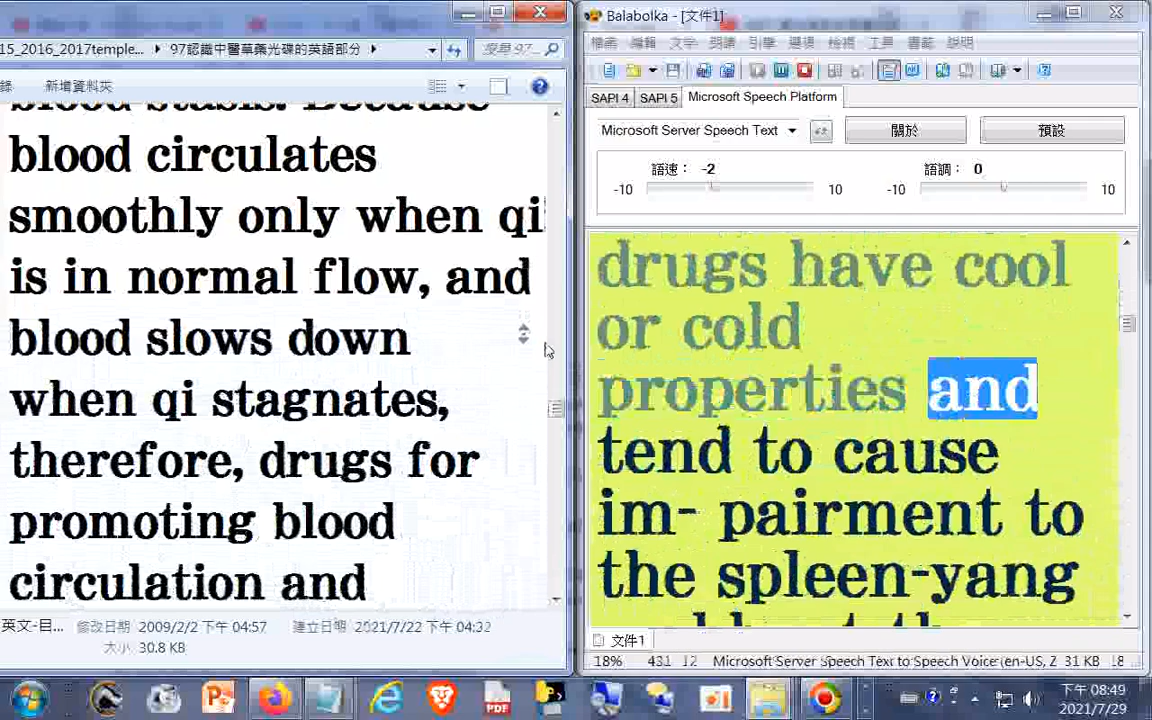 15_2016_2017temple...
97認識中醫草藥光碟的英語部分
搜尋 97...
新增資料夾
blood stasis. Because
blood circulates
smoothly only when qi
is in normal flow, and
blood slows down
when qi stagnates,
therefore, drugs for
promoting blood
circulation and
英文-目...
修改日期 2009/2/2 下午 04:57
建立日期 2021/7/22 下午 04:32
大小 30.8 KB
Balabolka - [文件1]
檔案 編輯 文字 朗讀 引擎 選項 檢視 工具 書籤 說明
SAPI 4 SAPI 5 Microsoft Speech Platform
Microsoft Server Speech Text
關於
預設
語速： -2
語調： 0
-10 10 -10 10
drugs have cool
or cold
properties and
tend to cause
im- pairment to
the spleen-yang
文件1
18% 431 12 Microsoft Server Speech Text to Speech Voice (en-US, Z 31 KB 18
PDF
下午 08:49
2021/7/29